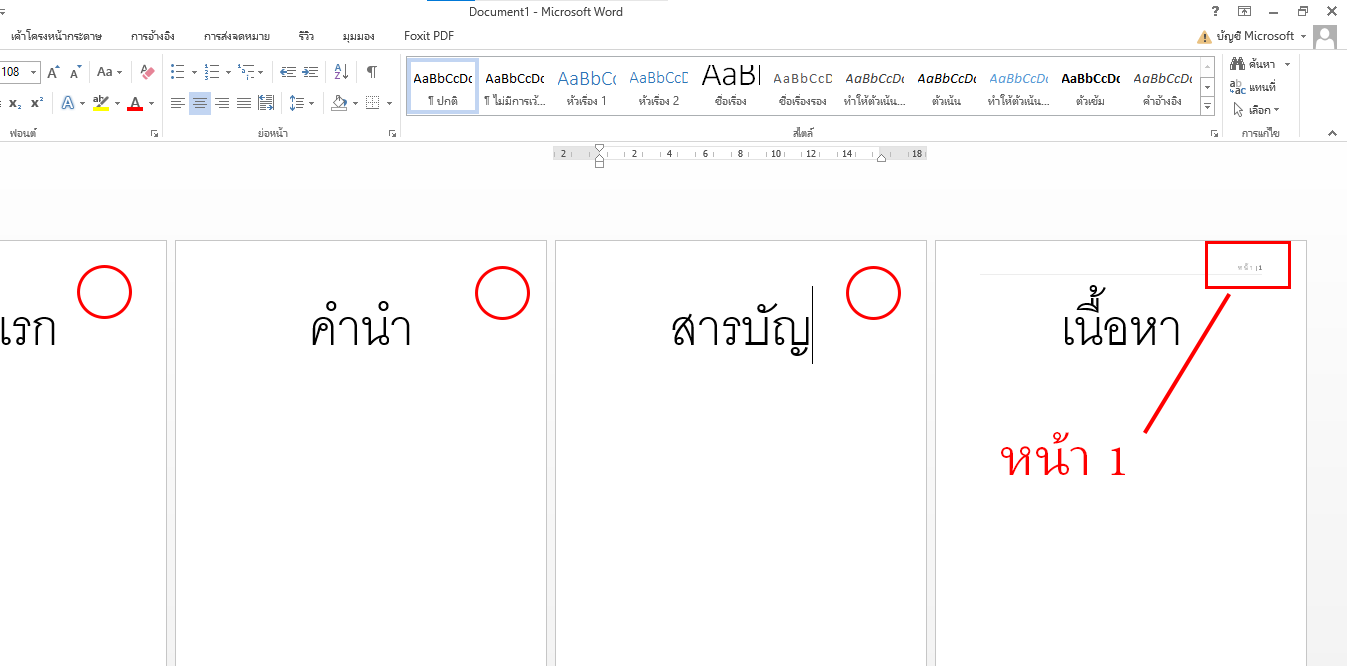 Document1 - Microsoft Word
เค้าโครงหน้ากระดาษ การอ้างอิง การส่งจดหมาย รีวิว มุมมอง Foxit PDF บัญชี Microsoft
108 Aa AaBbCcDc AaBbCcDc AaBbCc AaBbCcD AaBl AaBbCcD AaBbCcDc AaBbCcDc AaBbCcDc AaBbCcDc AaBbCcDc ค้นหา
¶ ปกติ ¶ ไม่มีการเว้... หัวเรื่อง 1 หัวเรื่อง 2 ชื่อเรื่อง ชื่อเรื่องรอง ทำให้ตัวเน้น... ตัวเน้น ทำให้ตัวเน้น... ตัวเข้ม คำอ้างอิง แทนที่
เลือก
ฟอนต์ ย่อหน้า สไตล์ การแก้ไข
2 2 4 6 8 10 12 14 18
หน้า | 1
แรก คำนำ สารบัญ เนื้อหา
หน้า 1